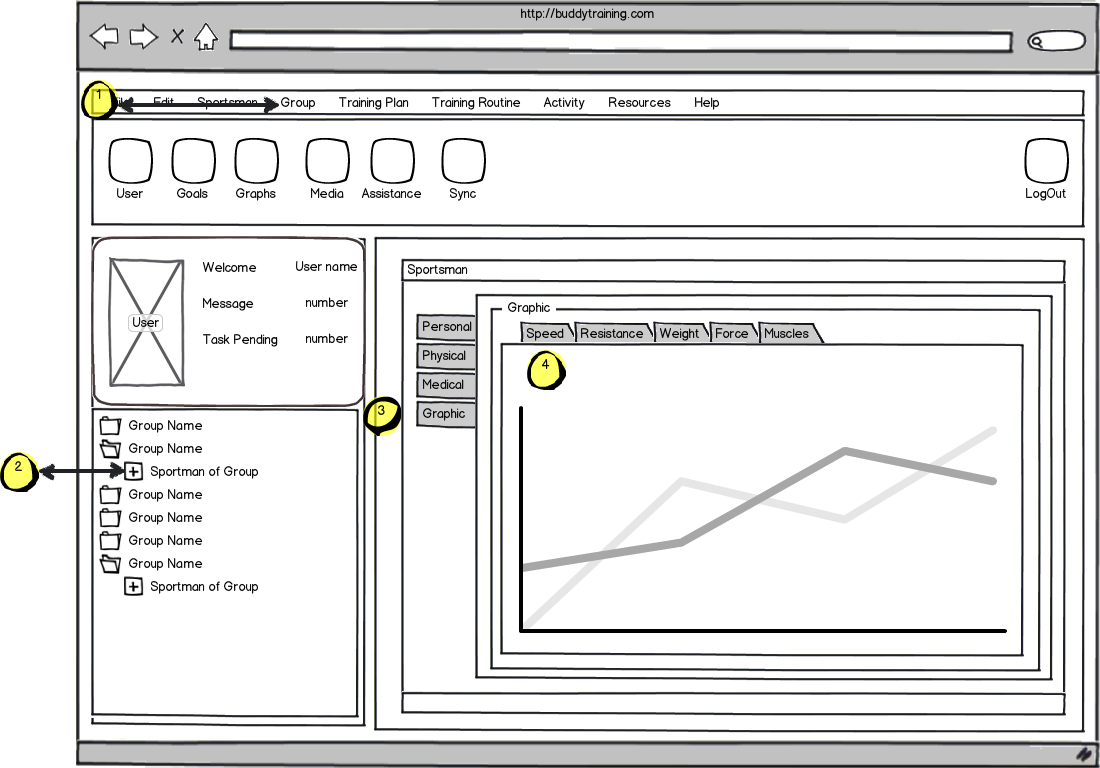 http://buddytraining.com
1
File Edit Sportsman Group Training Plan Training Routine Activity Resources Help
User Goals Graphs Media Assistance Sync LogOut
User
Welcome User name
Message number
Task Pending number
Group Name
Group Name
2
Sportman of Group
Group Name
Group Name
Group Name
Group Name
Sportman of Group
Sportsman
3
Personal
Physical
Medical
Graphic
Graphic
Speed Resistance Weight Force Muscles
4